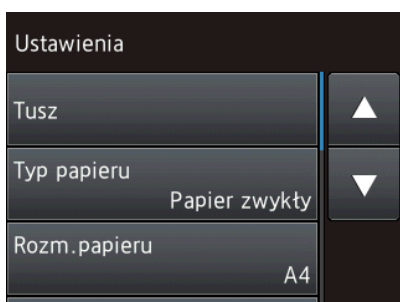 Ustawienia
Tusz
Typ papieru
Papier zwykły
Rozm.papieru
A4